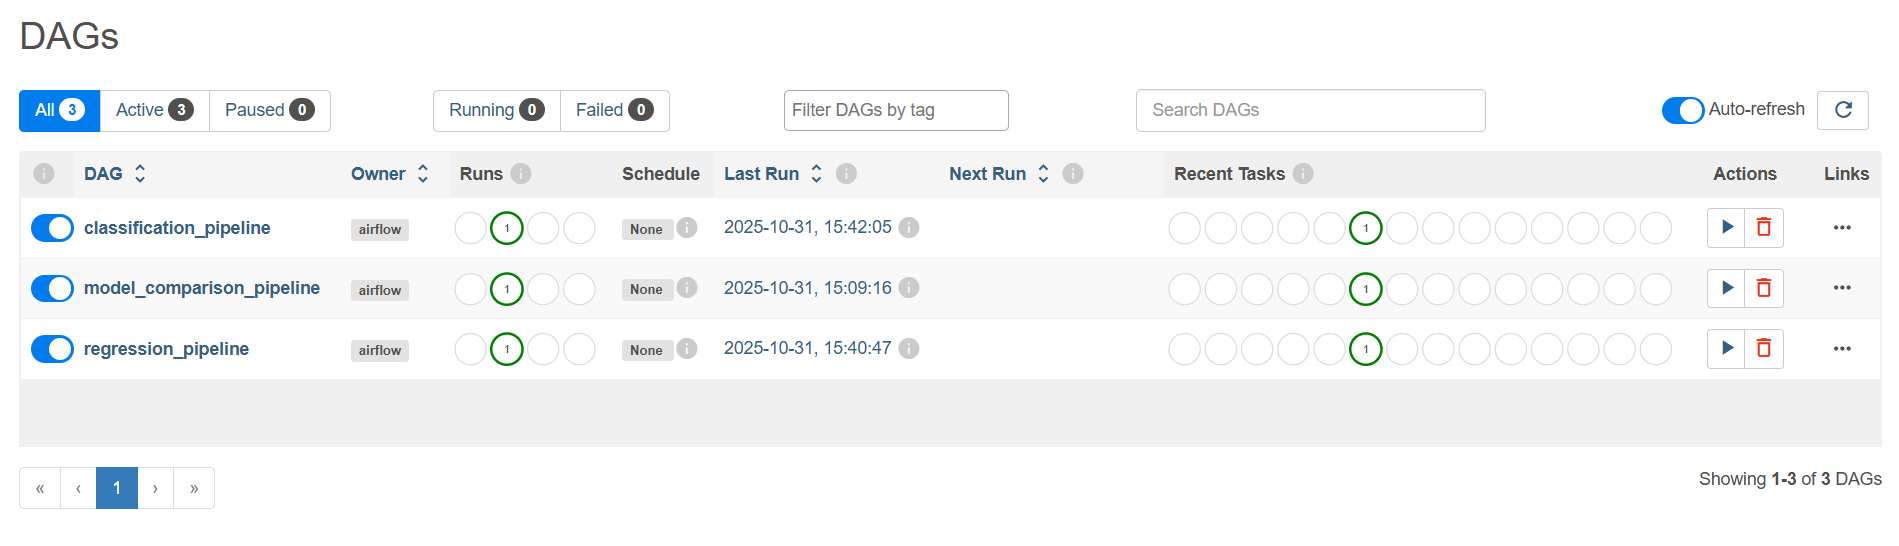 DAGs
All 3 Active 3 Paused 0 Running 0 Failed 0 Filter DAGs by tag Search DAGs Auto-refresh
DAG Owner Runs Schedule Last Run Next Run Recent Tasks Actions Links
classification_pipeline airflow 1 None 2025-10-31, 15:42:05 1
model_comparison_pipeline airflow 1 None 2025-10-31, 15:09:16 1
regression_pipeline airflow 1 None 2025-10-31, 15:40:47 1
« ‹ 1 › » Showing 1-3 of 3 DAGs